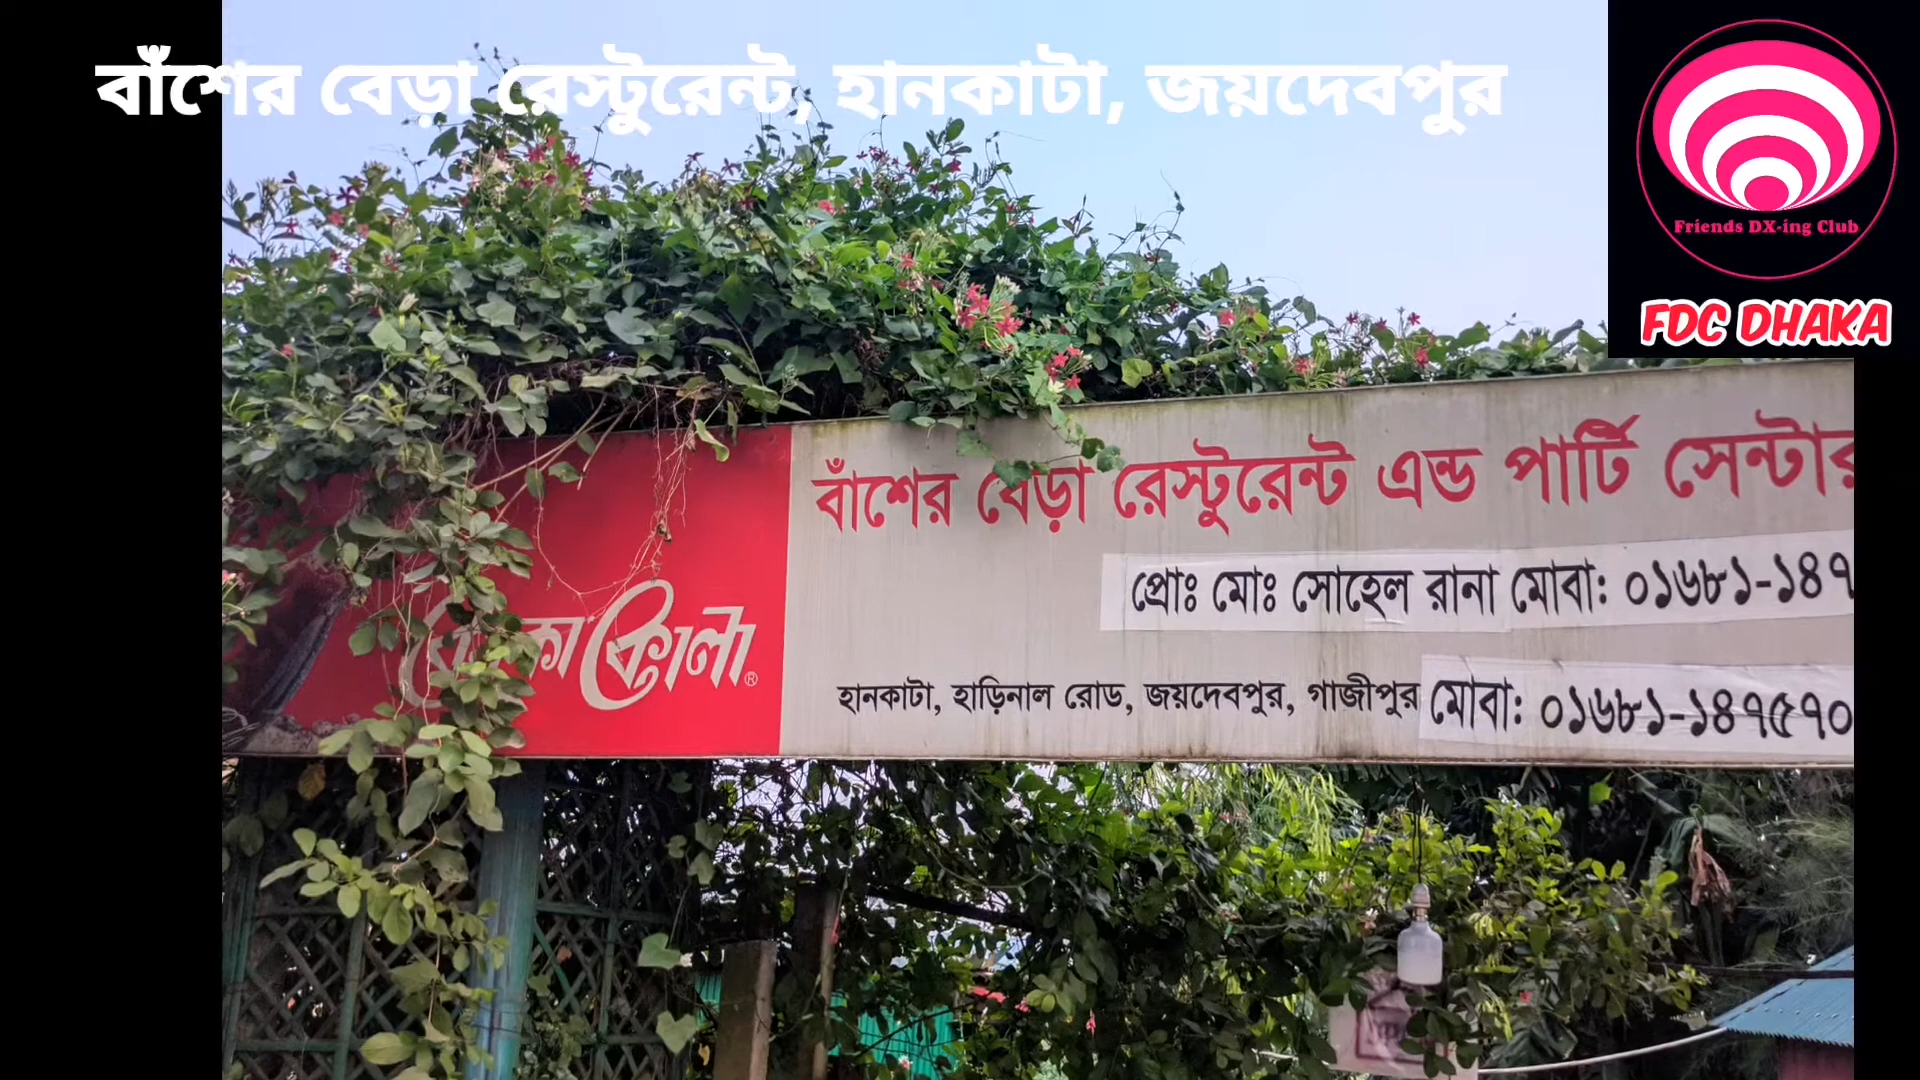 বাঁশের বেড়া রেস্টুরেন্ট, হানকাটা, জয়দেবপুর
Friends DX-ing Club
FDC DHAKA
বাঁশের বেড়া রেস্টুরেন্ট এন্ড পার্টি সেন্টার
প্রোঃ মোঃ সোহেল রানা মোবা: ০১৬৮১-১৪৭
কোকা কোলা®
হানকাটা, হাড়িনাল রোড, জয়দেবপুর, গাজীপুর মোবা: ০১৬৮১-১৪৭৫৭০